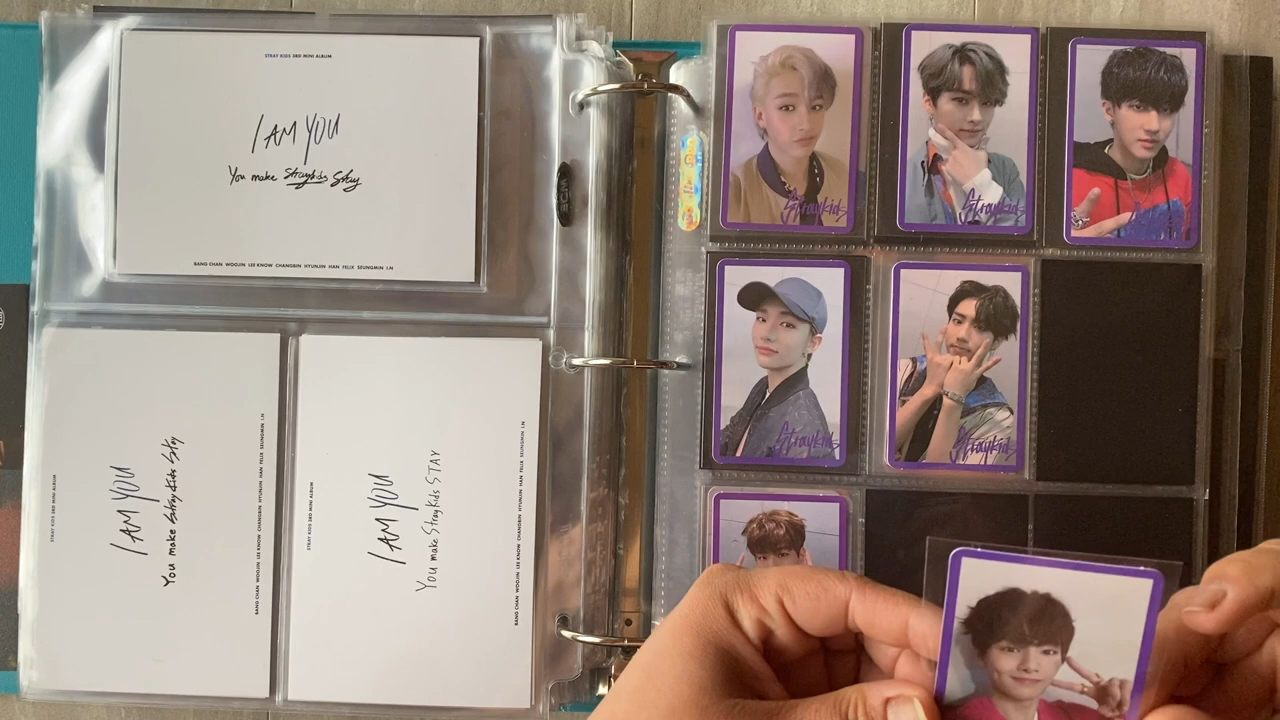 STRAY KIDS 3RD MINI ALBUM
I AM YOU
You make Straykids Stay
BANG CHAN WOOJIN LEE KNOW CHANGBIN HYUNJIN HAN FELIX SEUNGMIN I.N
STRAY KIDS 3RD MINI ALBUM
I AM YOU
You make Stray Kids Stay
BANG CHAN WOOJIN LEE KNOW CHANGBIN HYUNJIN HAN FELIX SEUNGMIN I.N
STRAY KIDS 3RD MINI ALBUM
I AM YOU
You make Stray Kids STAY
BANG CHAN WOOJIN LEE KNOW CHANGBIN HYUNJIN HAN FELIX SEUNGMIN I.N
Straykids
Straykids
Straykids
Straykids